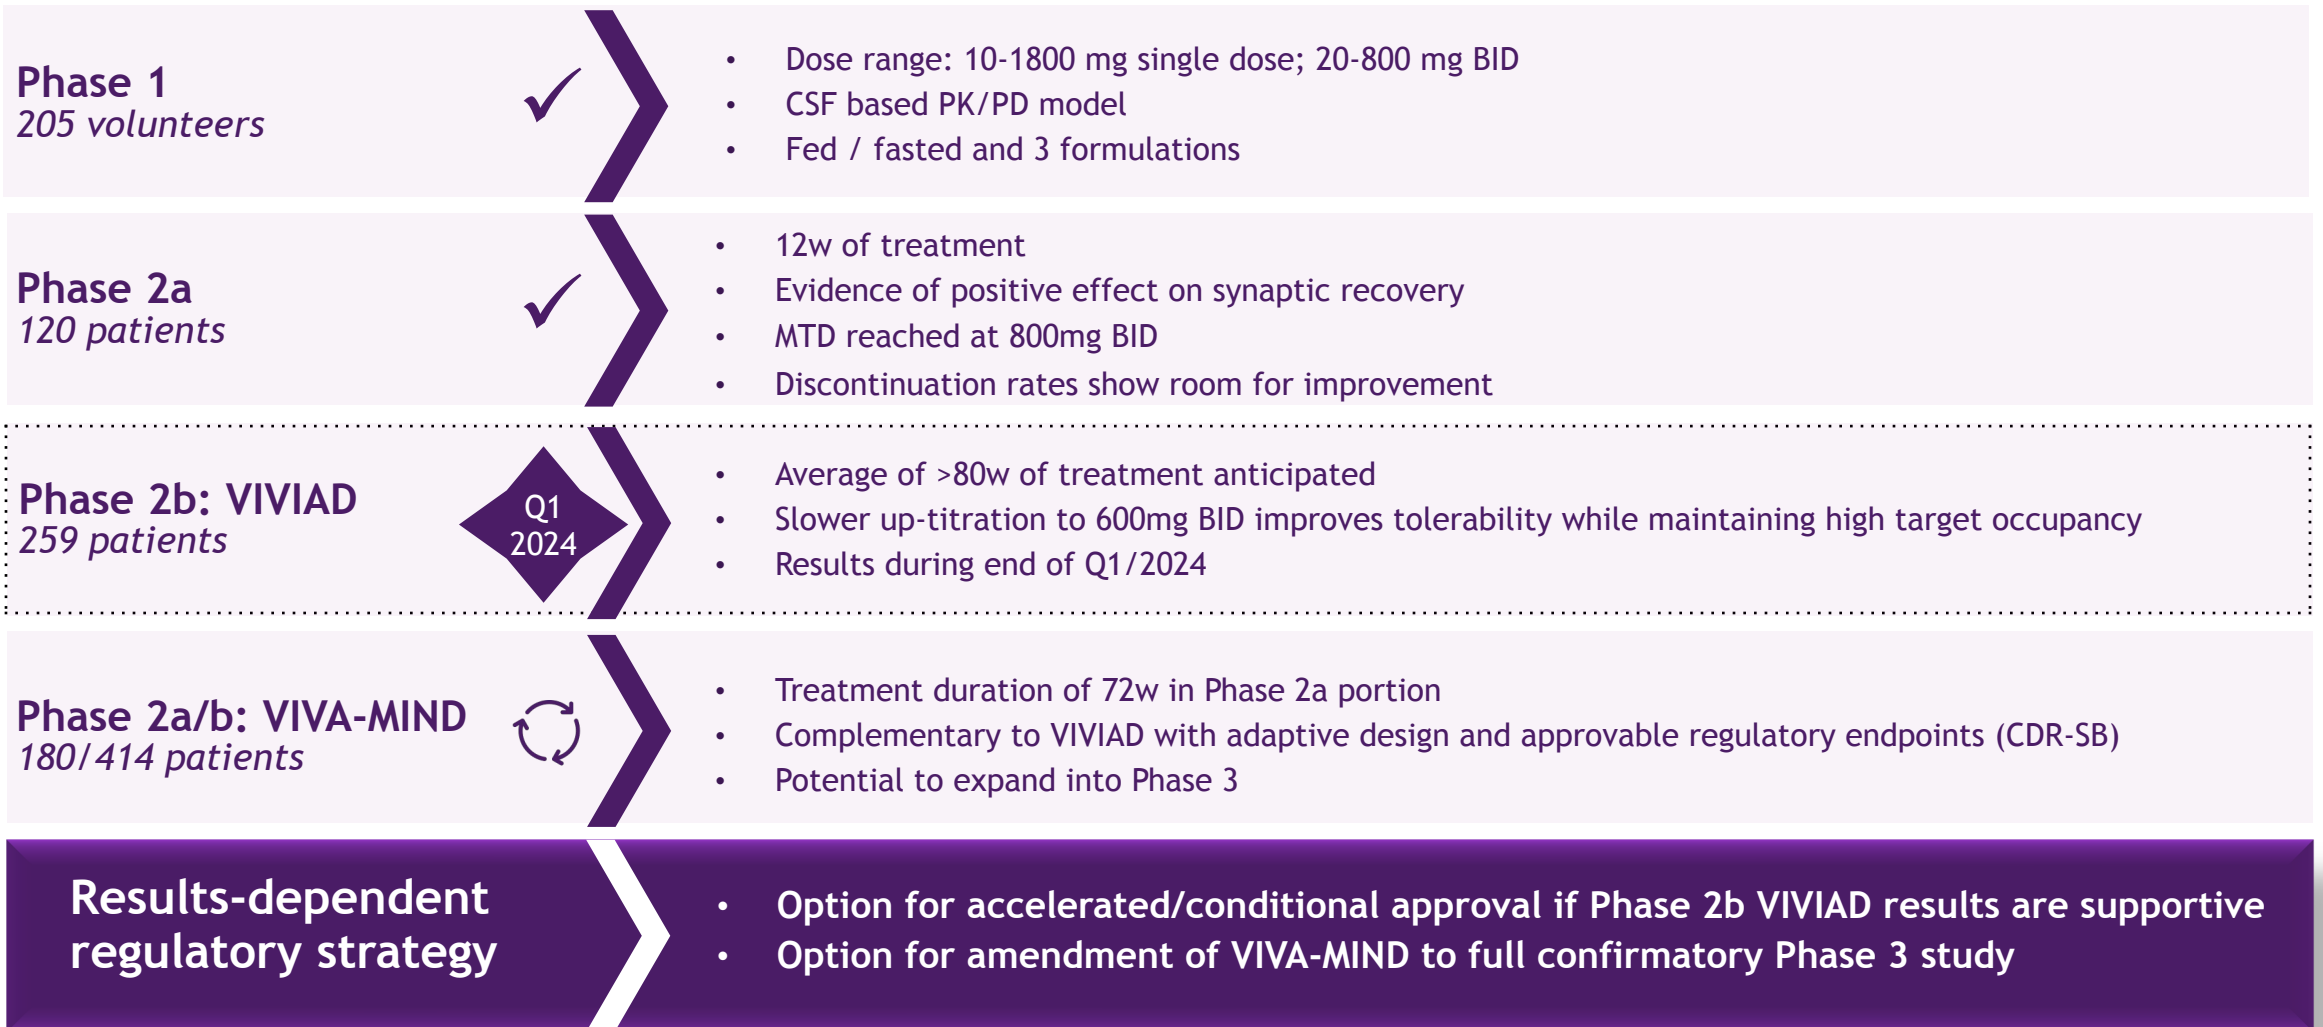 Phase 1
205 volunteers
• Dose range: 10-1800 mg single dose; 20-800 mg BID
• CSF based PK/PD model
• Fed / fasted and 3 formulations
Phase 2a
120 patients
• 12w of treatment
• Evidence of positive effect on synaptic recovery
• MTD reached at 800mg BID
• Discontinuation rates show room for improvement
Phase 2b: VIVIAD
259 patients
Q1
2024
• Average of >80w of treatment anticipated
• Slower up-titration to 600mg BID improves tolerability while maintaining high target occupancy
• Results during end of Q1/2024
Phase 2a/b: VIVA-MIND
180/414 patients
• Treatment duration of 72w in Phase 2a portion
• Complementary to VIVIAD with adaptive design and approvable regulatory endpoints (CDR-SB)
• Potential to expand into Phase 3
Results-dependent
regulatory strategy
• Option for accelerated/conditional approval if Phase 2b VIVIAD results are supportive
• Option for amendment of VIVA-MIND to full confirmatory Phase 3 study